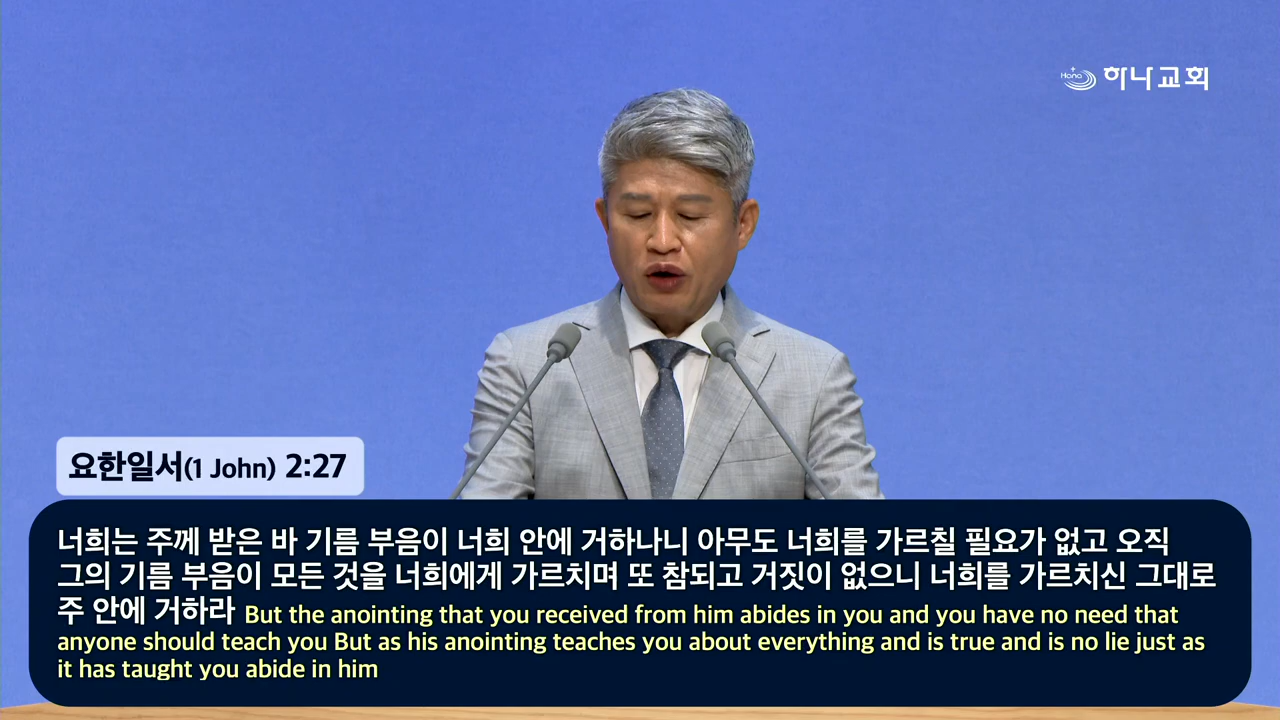 Hana 하나교회
요한일서(1 John) 2:27
너희는 주께 받은 바 기름 부음이 너희 안에 거하나니 아무도 너희를 가르칠 필요가 없고 오직
그의 기름 부음이 모든 것을 너희에게 가르치며 또 참되고 거짓이 없으니 너희를 가르치신 그대로
주 안에 거하라 But the anointing that you received from him abides in you and you have no need that
anyone should teach you But as his anointing teaches you about everything and is true and is no lie just as
it has taught you abide in him